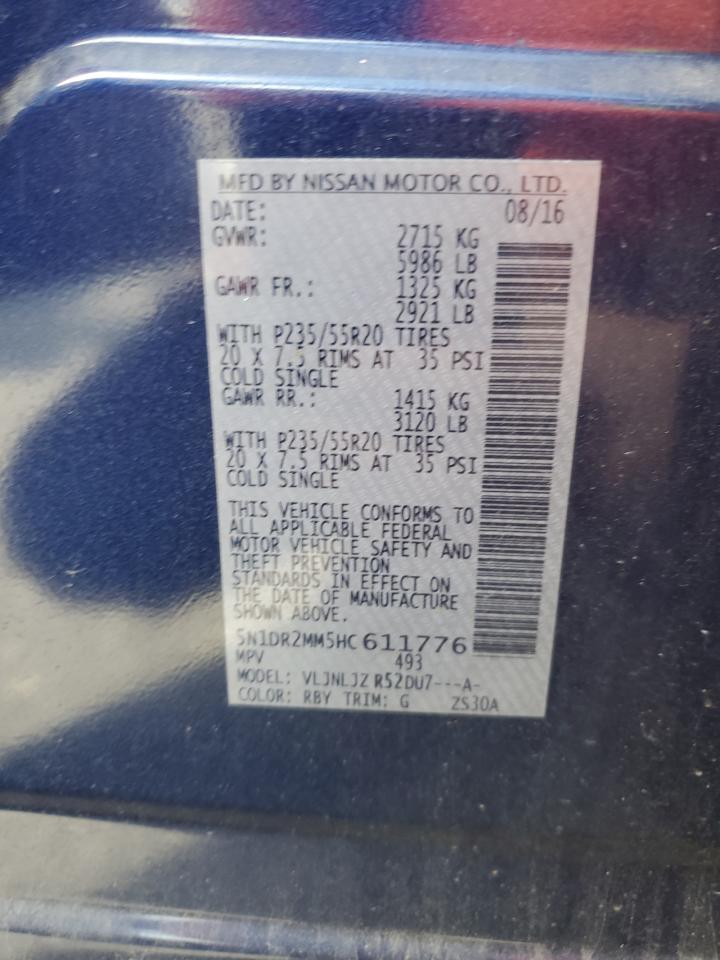 MFD BY NISSAN MOTOR CO., LTD.
DATE: 08/16
GVWR: 2715 KG
5986 LB
GAWR FR.: 1325 KG
2921 LB
WITH P235/55R20 TIRES
20 X 7.5 RIMS AT 35 PSI
COLD SINGLE
GAWR RR.: 1415 KG
3120 LB
WITH P235/55R20 TIRES
20 X 7.5 RIMS AT 35 PSI
COLD SINGLE
THIS VEHICLE CONFORMS TO
ALL APPLICABLE FEDERAL
MOTOR VEHICLE SAFETY AND
THEFT PREVENTION
STANDARDS IN EFFECT ON
THE DATE OF MANUFACTURE
SHOWN ABOVE.
5N1DR2MM5HC611776
MPV 493
MODEL: VLJNLJZ R52DU7---A-
COLOR: RBY TRIM: G ZS30A